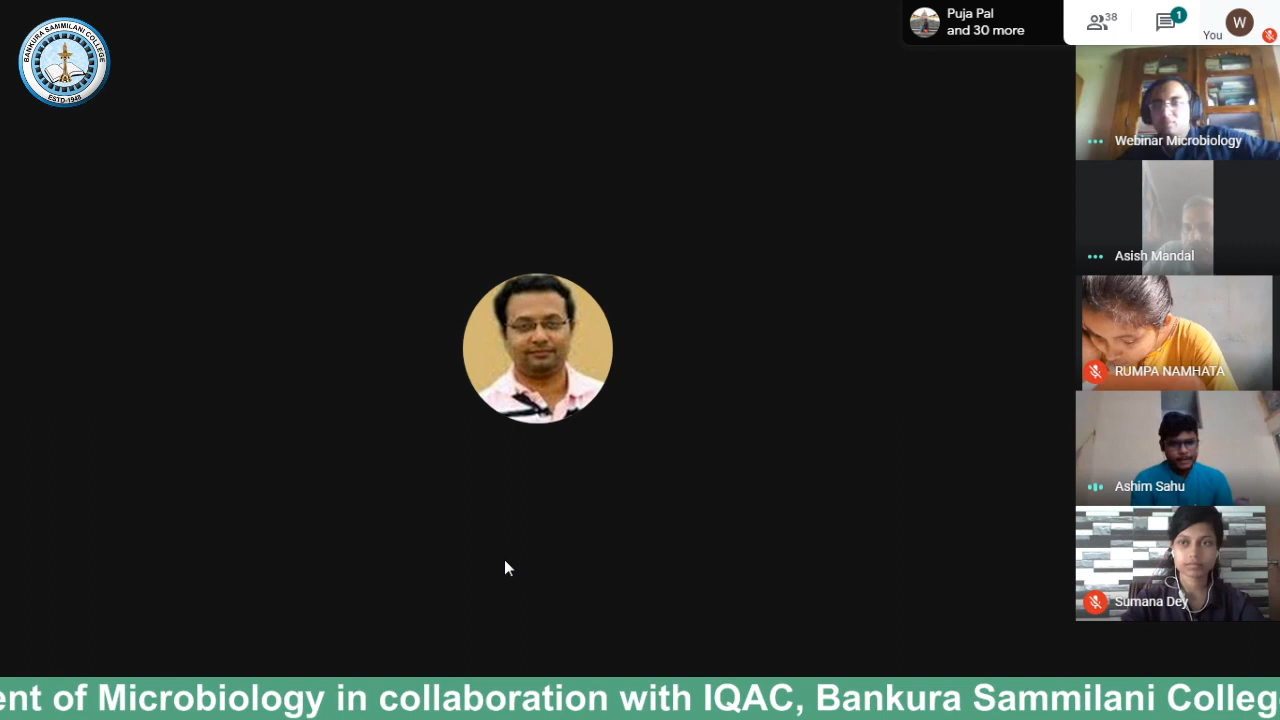 BANKURA SAMMILANI COLLEGE
ESTD-1948
Puja Pal
and 30 more
38
1
You
W
Webinar Microbiology
Asish Mandal
RUMPA NAMHATA
Ashim Sahu
Sumana Dey
ent of Microbiology in collaboration with IQAC, Bankura Sammilani Colleg